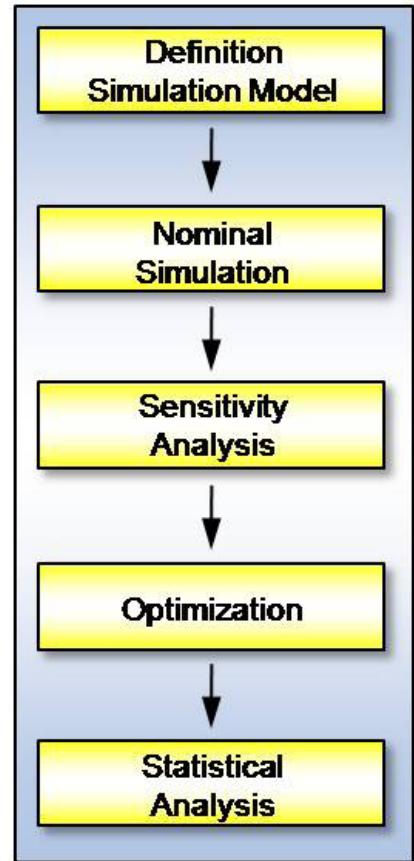 Definition
Simulation Model
Nominal
Simulation
Sensitivity
Analysis
Optimization
Statistical
Analysis